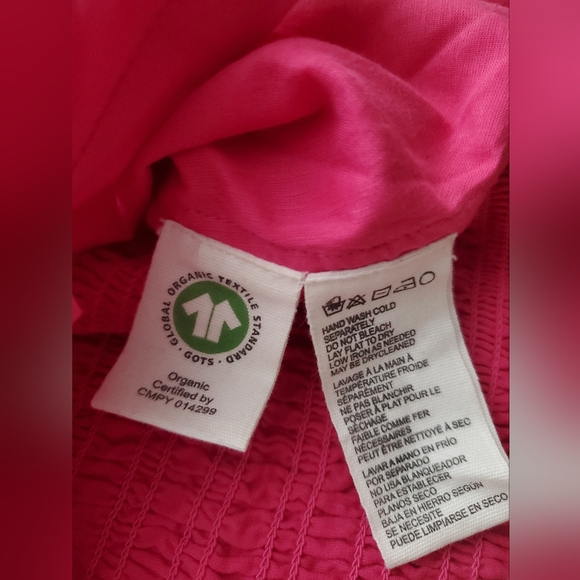 GLOBAL ORGANIC TEXTILE STANDARD
· GOTS ·
Organic
Certified by
CMPY 014299
HAND WASH COLD
SEPARATELY
DO NOT BLEACH
LAY FLAT TO DRY
LOW IRON AS NEEDED
MAY BE DRYCLEANED
LAVAGE À LA MAIN À
TEMPÉRATURE FROIDE
SÉPARÉMENT
NE PAS BLANCHIR
POSER À PLAT POUR LE
SÉCHAGE
FAIBLE COMME FER
NÉCESSAIRES
PEUT ÊTRE NETTOYÉ À SEC
LAVAR A MANO EN FRÍO
POR SEPARADO
NO USA BLANQUEADOR
PARA ESTABLECER
PLANOS SECO
BAJA EN HIERRO SEGÚN
SE NECESITE
PUEDE LIMPIARSE EN SECO